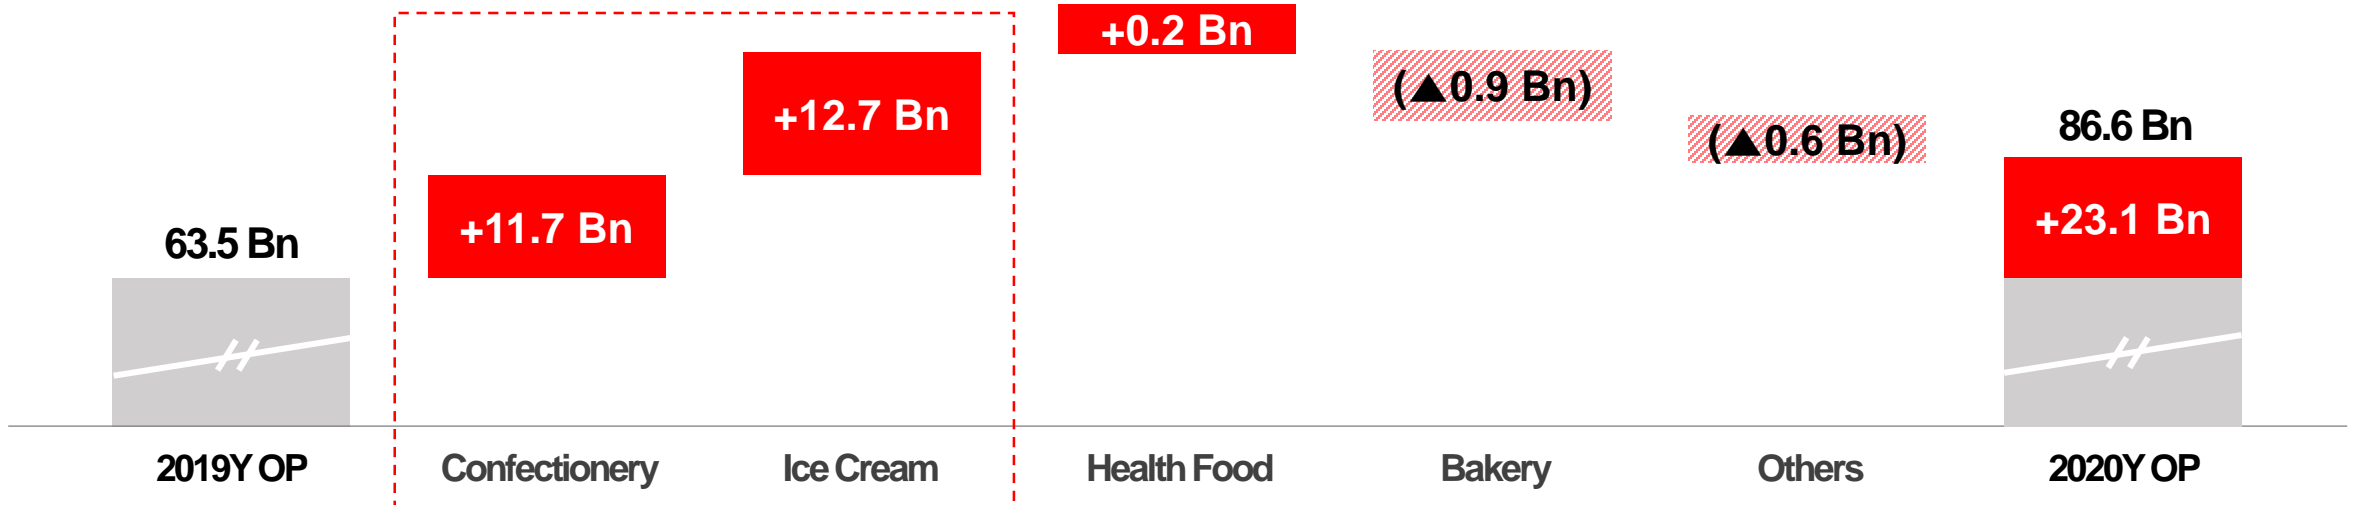 +0.2 Bn
(▲0.9 Bn)
+12.7 Bn
86.6 Bn
(▲0.6 Bn)
+11.7 Bn
+23.1 Bn
63.5 Bn
2019Y OP
Confectionery
Ice Cream
Health Food
Bakery
Others
2020Y OP